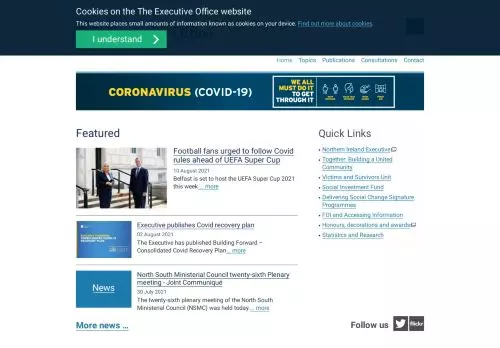 Cookies on the The Executive Office website
This website places small amounts of information known as cookies on your device. Find out more about cookies.
I understand
Home Topics Publications Consultations Contact
CORONAVIRUS (COVID-19)
WE ALL
MUST DO IT
TO GET
THROUGH IT
Featured
Football fans urged to follow Covid
rules ahead of UEFA Super Cup
10 August 2021
Belfast is set to host the UEFA Super Cup 2021
this week... more
Executive publishes Covid recovery plan
02 August 2021
The Executive has published Building Forward –
Consolidated Covid Recovery Plan... more
News
North South Ministerial Council twenty-sixth Plenary
meeting - Joint Communiqué
30 July 2021
The twenty-sixth plenary meeting of the North South
Ministerial Council (NSMC) was held today... more
More news …
Quick Links
Northern Ireland Executive
Together: Building a
United Community
Victims and Survivors Unit
Social Investment Fund
Delivering Social Change Signature
Programmes
FOI and Accessing Information
Honours, decorations and awards
Statistics and Research
Follow us
flickr